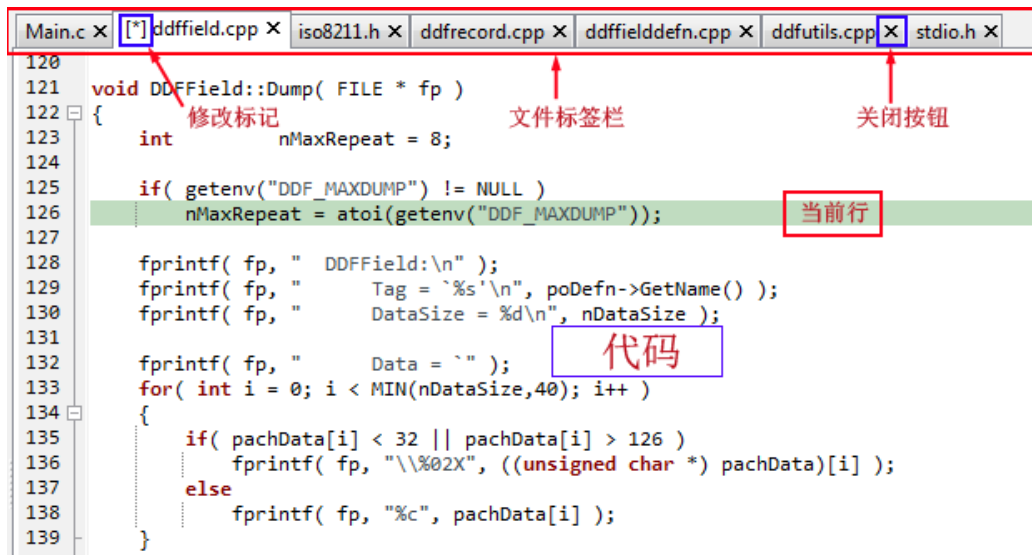 Main.c × [*] ddffield.cpp × iso8211.h × ddfrecord.cpp × ddffielddefn.cpp × ddfutils.cpp × stdio.h ×
120
121 void DDFField::Dump( FILE * fp )
修改标记 文件标签栏 关闭按钮
122 {
123     int            nMaxRepeat = 8;
124
125     if( getenv("DDF_MAXDUMP") != NULL )
126         nMaxRepeat = atoi(getenv("DDF_MAXDUMP"));
当前行
127
128     fprintf( fp, "  DDFField:\n" );
129     fprintf( fp, "      Tag = `%s'\n", poDefn->GetName() );
130     fprintf( fp, "      DataSize = %d\n", nDataSize );
131
代码
132     fprintf( fp, "      Data = `" );
133     for( int i = 0; i < MIN(nDataSize,40); i++ )
134     {
135         if( pachData[i] < 32 || pachData[i] > 126 )
136             fprintf( fp, "\\%02X", ((unsigned char *) pachData)[i] );
137         else
138             fprintf( fp, "%c", pachData[i] );
139     }